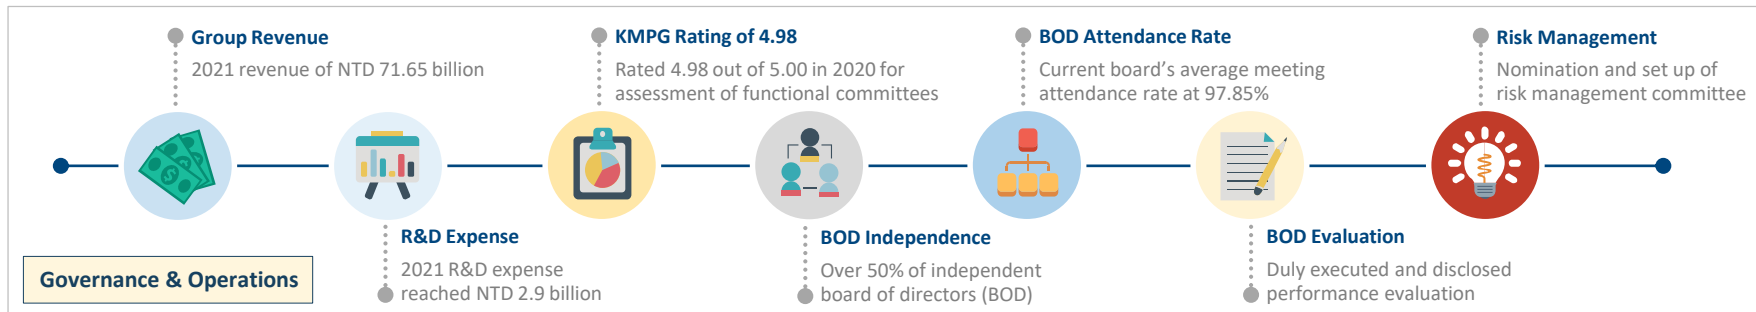 Group Revenue
2021 revenue of NTD 71.65 billion
KMPG Rating of 4.98
Rated 4.98 out of 5.00 in 2020 for
assessment of functional committees
BOD Attendance Rate
Current board's average meeting
attendance rate at 97.85%
Risk Management
Nomination and set up of
risk management committee
R&D Expense
2021 R&D expense
reached NTD 2.9 billion
BOD Independence
Over 50% of independent
board of directors (BOD)
BOD Evaluation
Duly executed and disclosed
performance evaluation
Governance & Operations